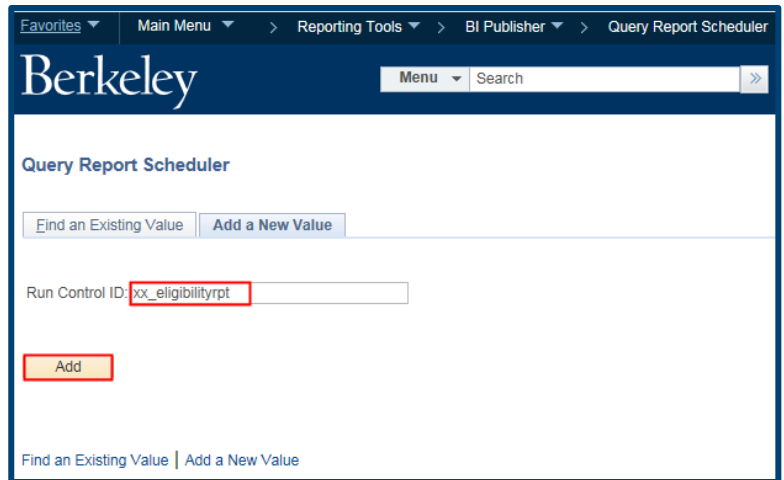 Favorites Main Menu > Reporting Tools > BI Publisher > Query Report Scheduler
Berkeley
Menu Search »
Query Report Scheduler
Find an Existing Value Add a New Value
Run Control ID: xx_eligibilityrpt
Add
Find an Existing Value | Add a New Value